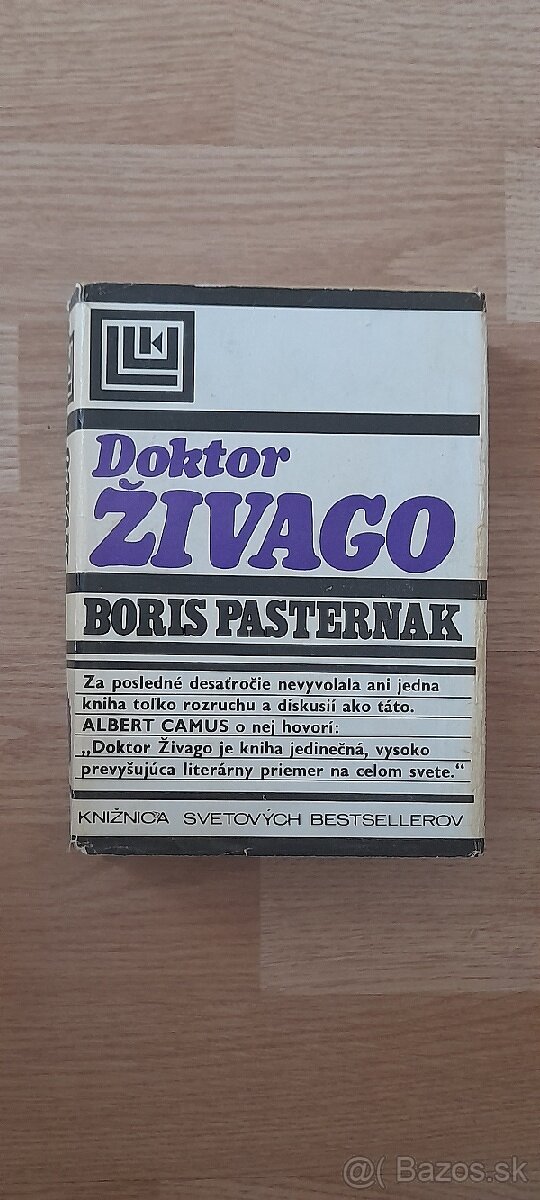 Doktor
ŽIVAGO
BORIS PASTERNAK
Za posledné desaťročie nevyvolala ani jedna
kniha toľko rozruchu a diskusií ako táto.
ALBERT CAMUS o nej hovorí:
„Doktor Živago je kniha jedinečná, vysoko
prevyšujúca literárny priemer na celom svete.“
KNIŽNICA SVETOVÝCH BESTSELLEROV
@( Bazos.sk